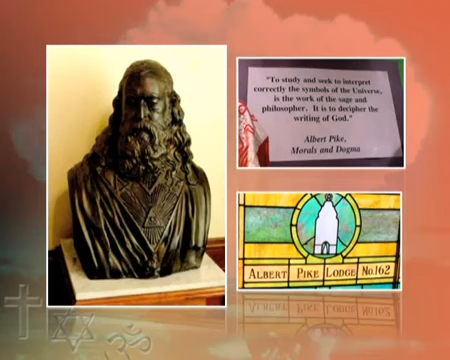 "To study and seek to interpret
correctly the symbols of the Universe,
is the work of the sage and
philosopher. It is to decipher the
writing of God."
Albert Pike,
Morals and Dogma
ALBERT PIKE LODGE No.162